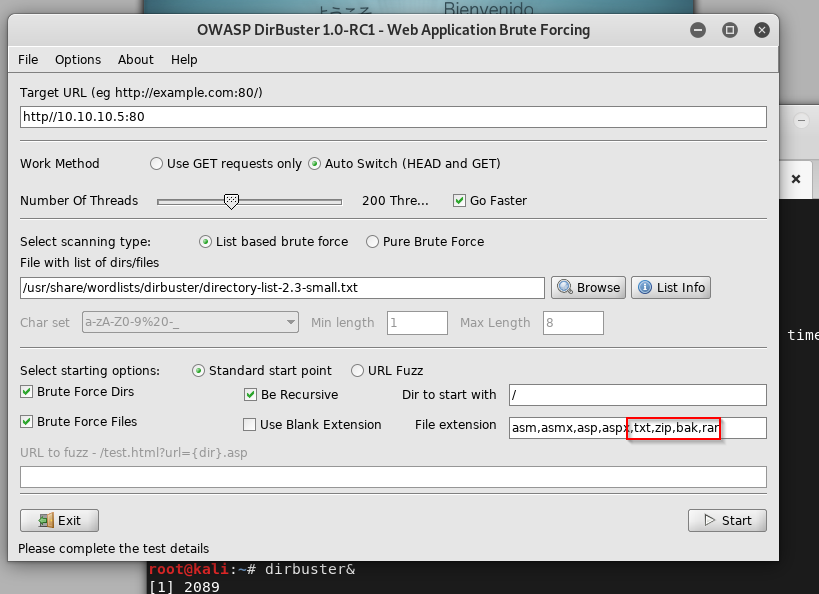 ようこそ Bienvenido
OWASP DirBuster 1.0-RC1 - Web Application Brute Forcing
File Options About Help
Target URL (eg http://example.com:80/)
http//10.10.10.5:80
Work Method Use GET requests only Auto Switch (HEAD and GET)
Number Of Threads 200 Thre... Go Faster
Select scanning type: List based brute force Pure Brute Force
File with list of dirs/files
/usr/share/wordlists/dirbuster/directory-list-2.3-small.txt Browse List Info
Char set a-zA-Z0-9%20-_ Min length 1 Max Length 8
time
Select starting options: Standard start point URL Fuzz
Brute Force Dirs Be Recursive Dir to start with /
Brute Force Files Use Blank Extension File extension asm,asmx,asp,aspx,txt,zip,bak,rar
URL to fuzz - /test.html?url={dir}.asp
Exit Start
Please complete the test details
root@kali:~# dirbuster&
[1] 2089